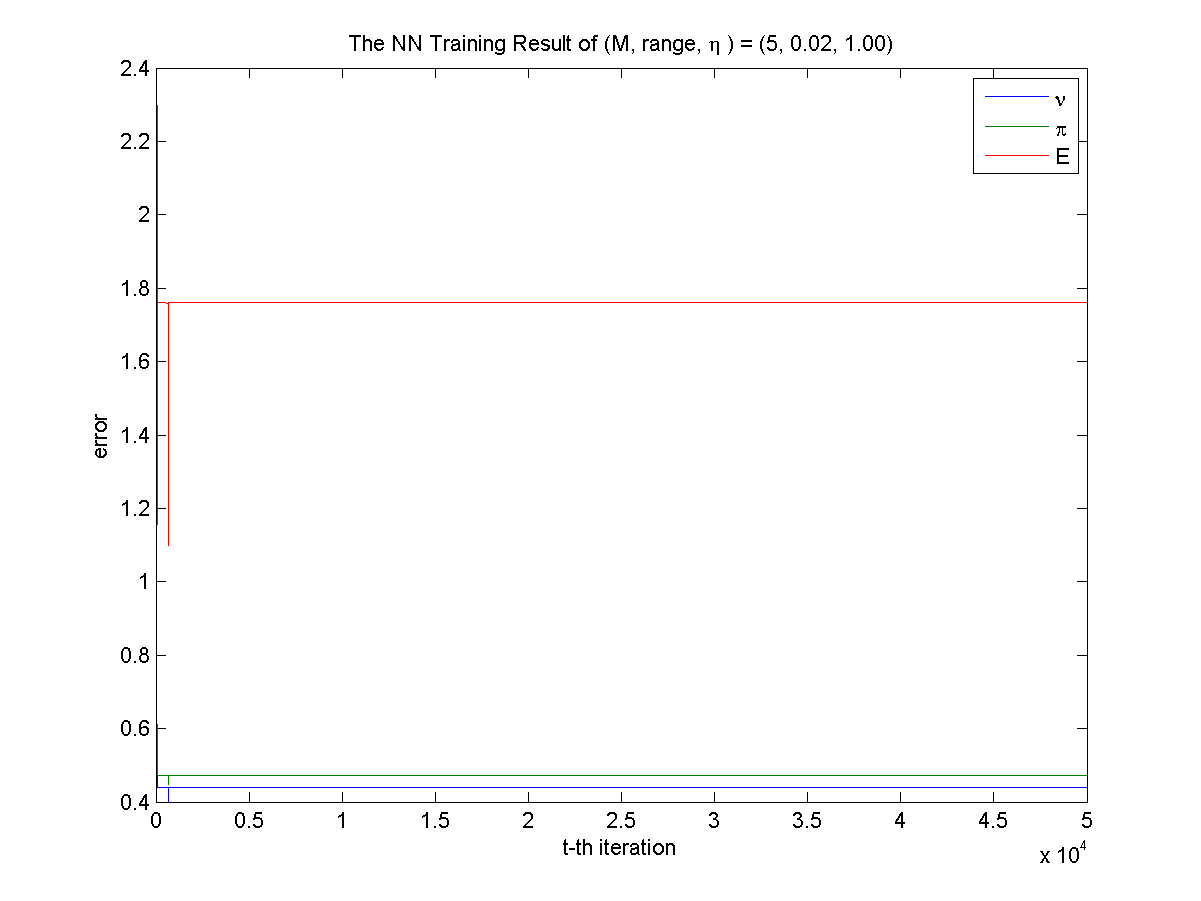 The NN Training Result of (M, range, η ) = (5, 0.02, 1.00)
2.4
2.2
2
1.8
1.6
1.4
1.2
1
0.8
0.6
0.4
error
ν
π
E
0 0.5 1 1.5 2 2.5 3 3.5 4 4.5 5
t-th iteration
x 10⁴